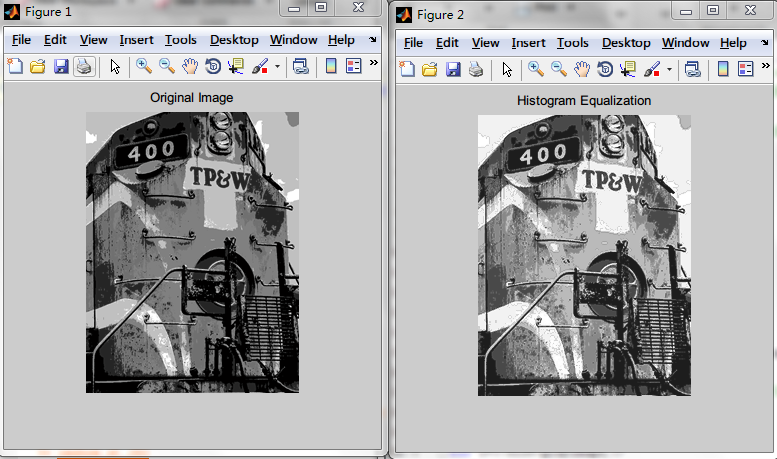 Figure 1
File Edit View Insert Tools Desktop Window Help
Original Image
400
TP&W
Figure 2
File Edit View Insert Tools Desktop Window Help
Histogram Equalization
400
TP&W